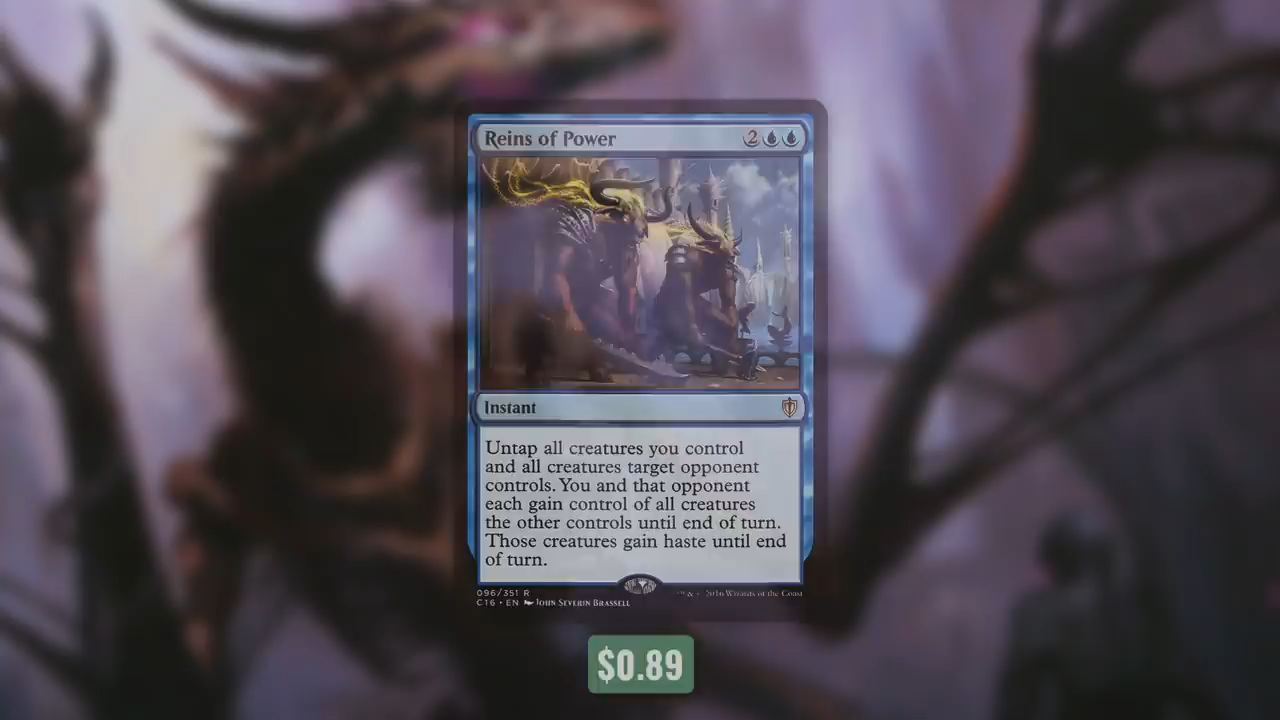 Reins of Power 2
Instant
Untap all creatures you control
and all creatures target opponent
controls. You and that opponent
each gain control of all creatures
the other controls until end of turn.
Those creatures gain haste until end
of turn.
096/351 R
C16 • EN John Severin Brassell
2016 Wizards of the Coast
$0.89